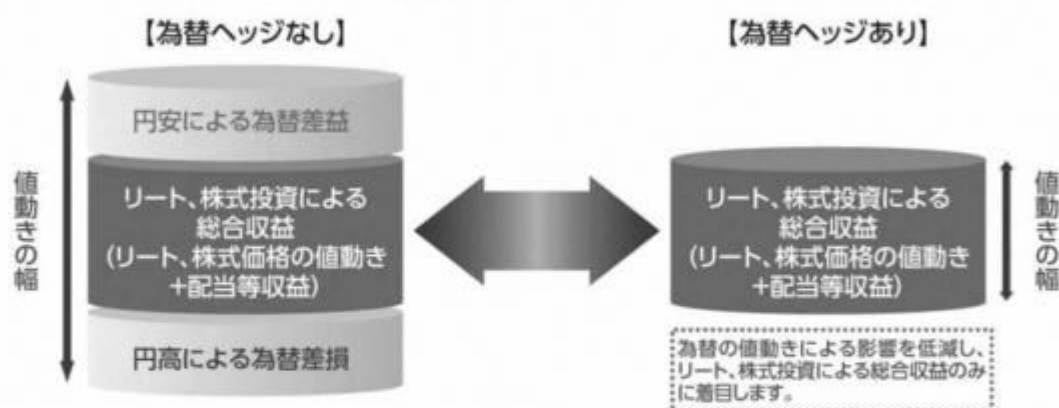 【為替ヘッジなし】
値動きの幅
円安による為替差益
リート、株式投資による
総合収益
(リート、株式価格の値動き
+配当等収益)
円高による為替差損
【為替ヘッジあり】
リート、株式投資による
総合収益
(リート、株式価格の値動き
+配当等収益)
値動きの幅
為替の値動きによる影響を低減し、
リート、株式投資による総合収益のみ
に着目します。